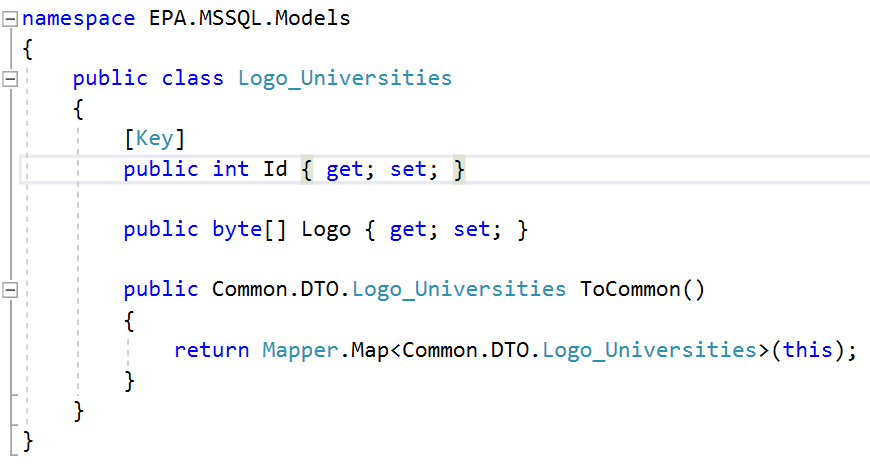 namespace EPA.MSSQL.Models
{
public class Logo_Universities
{
[Key]
public int Id { get; set; }
public byte[] Logo { get; set; }
public Common.DTO.Logo_Universities ToCommon()
{
return Mapper.Map<Common.DTO.Logo_Universities>(this);
}
}
}